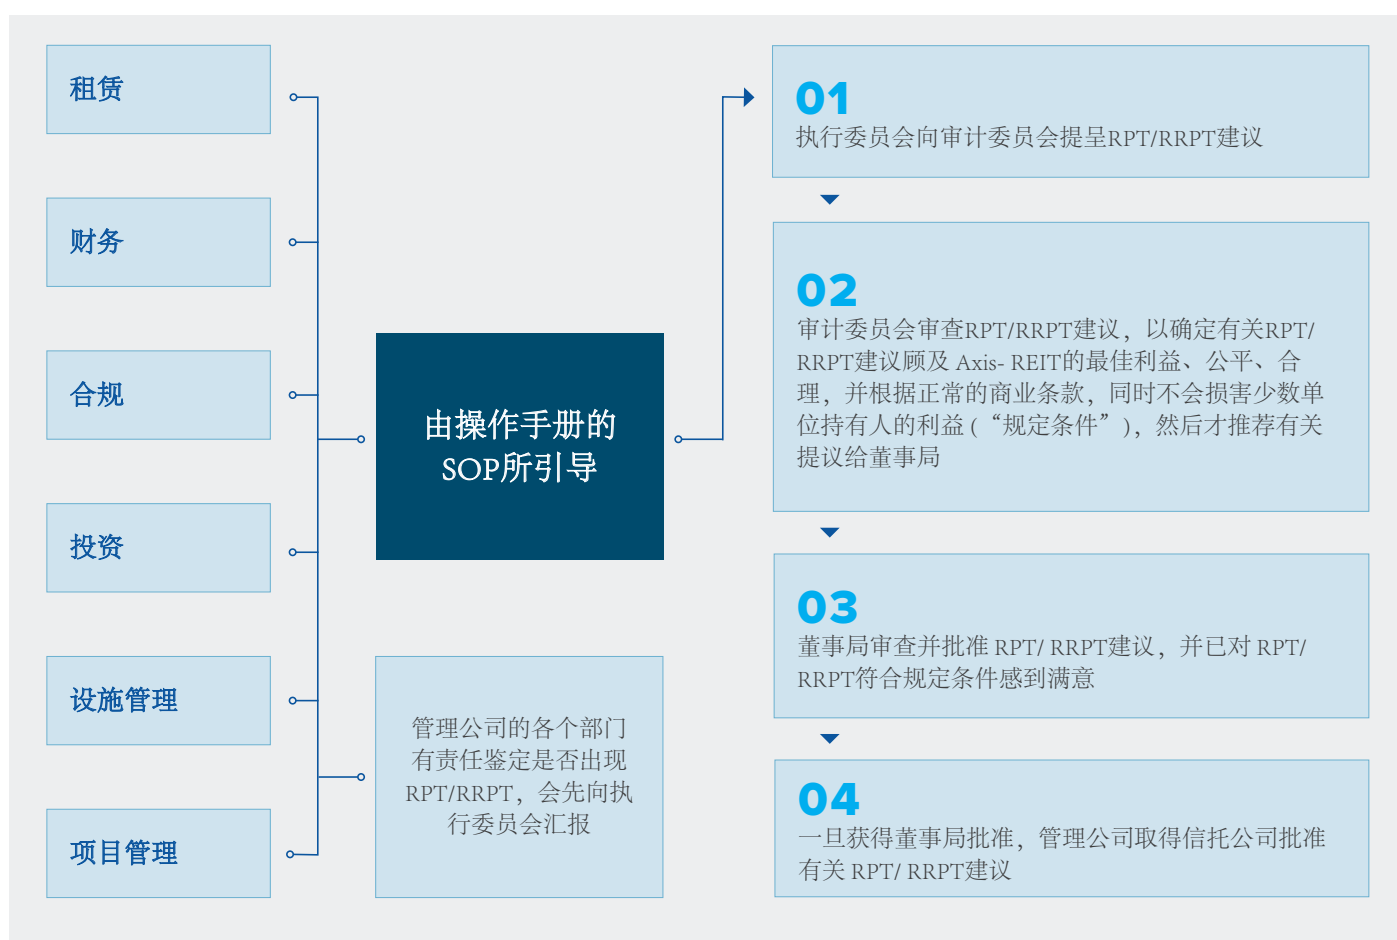 租赁
财务
合规
投资
设施管理
项目管理
由操作手册的
SOP所引导
管理公司的各个部门
有责任鉴定是否出现
RPT/RRPT，会先向执
行委员会汇报
01
执行委员会向审计委员会提呈RPT/RRPT建议
02
审计委员会审查RPT/RRPT建议，以确定有关RPT/
RRPT建议顾及 Axis- REIT的最佳利益、公平、合
理，并根据正常的商业条款，同时不会损害少数单
位持有人的利益 (“规定条件”)，然后才推荐有关
提议给董事局
03
董事局审查并批准 RPT/ RRPT建议，并已对 RPT/
RRPT符合规定条件感到满意
04
一旦获得董事局批准，管理公司取得信托公司批准
有关 RPT/ RRPT建议